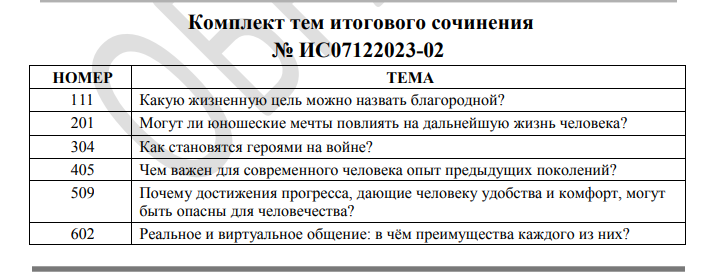 Комплект тем итогового сочинения
№ ИС07122023-02
НОМЕР ТЕМА
111 Какую жизненную цель можно назвать благородной?
201 Могут ли юношеские мечты повлиять на дальнейшую жизнь человека?
304 Как становятся героями на войне?
405 Чем важен для современного человека опыт предыдущих поколений?
509 Почему достижения прогресса, дающие человеку удобства и комфорт, могут
быть опасны для человечества?
602 Реальное и виртуальное общение: в чём преимущества каждого из них?